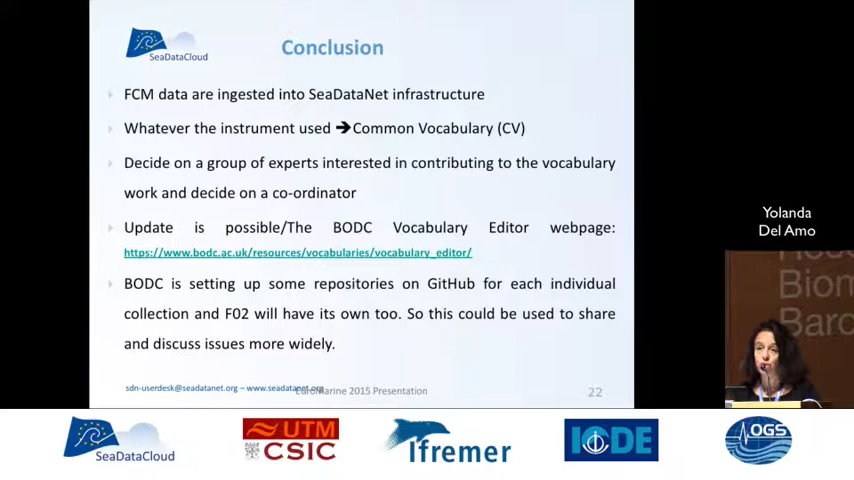 SeaDataCloud
Conclusion
FCM data are ingested into SeaDataNet infrastructure
Whatever the instrument used ➔Common Vocabulary (CV)
Decide on a group of experts interested in contributing to the vocabulary
work and decide on a co-ordinator
Update is possible/The BODC Vocabulary Editor webpage:
https://www.bodc.ac.uk/resources/vocabularies/vocabulary_editor/
BODC is setting up some repositories on GitHub for each individual
collection and F02 will have its own too. So this could be used to share
and discuss issues more widely.
sdn-userdesk@seadatanet.org – www.seadatanet.org
EuroMarine 2015 Presentation
22
Yolanda
Del Amo
Biom
Barc
SeaDataCloud
UTM
CSIC
Ifremer
IODE
OGS